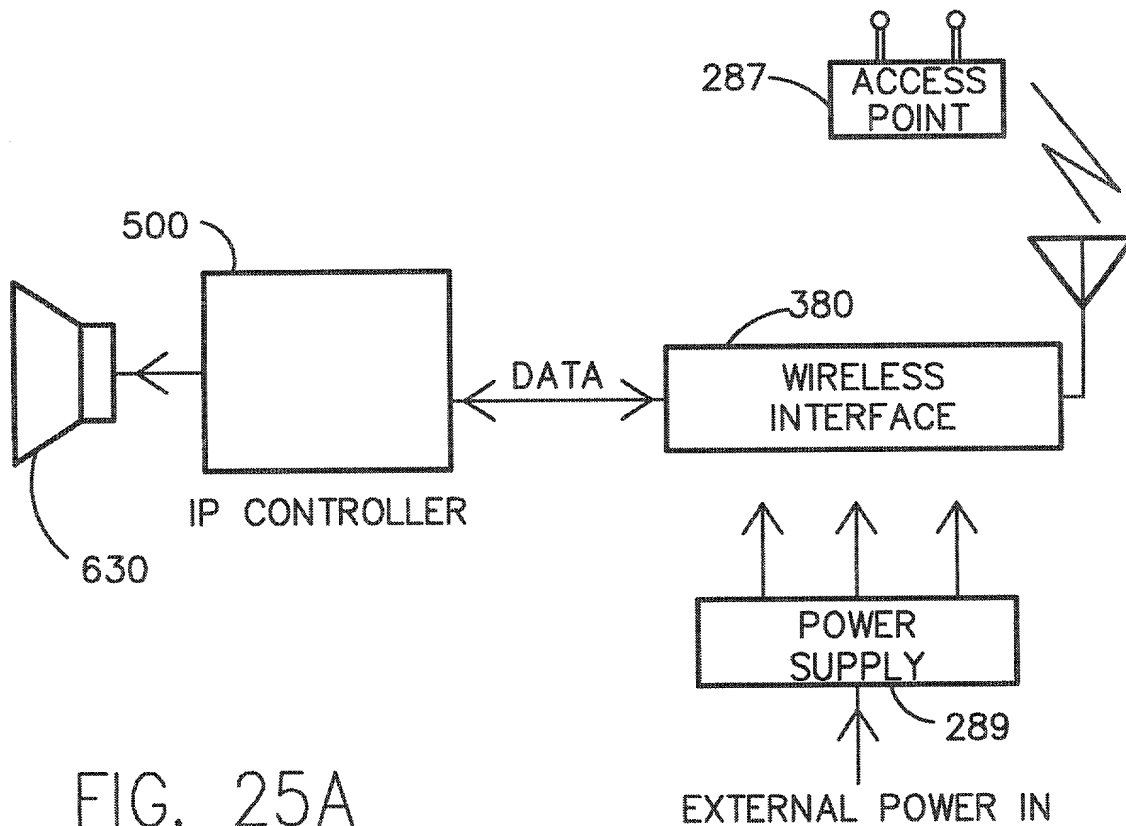 287
ACCESS
POINT
500
380
DATA
WIRELESS
INTERFACE
IP CONTROLLER
630
POWER
SUPPLY
289
FIG. 25A
EXTERNAL POWER IN